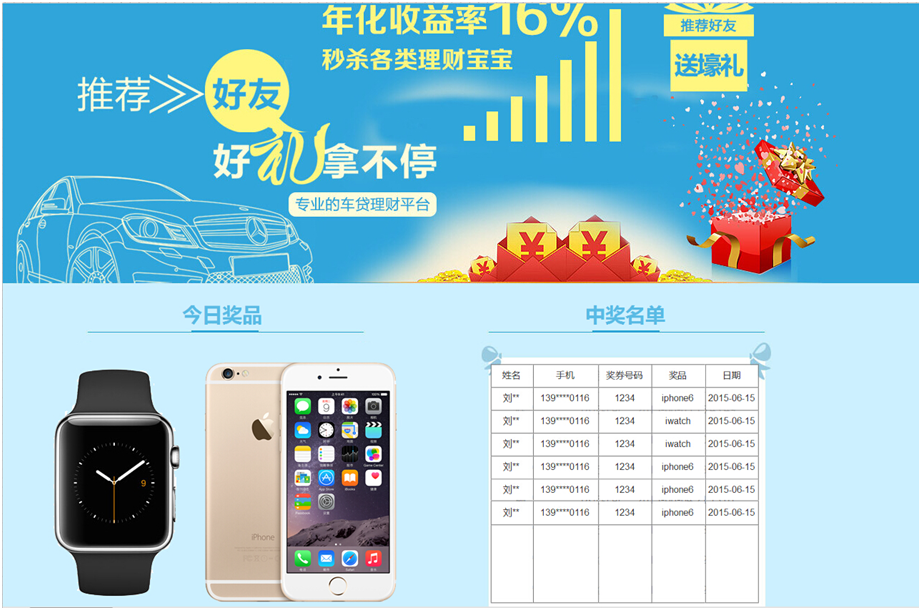 年化收益率16%
秒杀各类理财宝宝
推荐好友
送壕礼
推荐 好友
好礼拿不停
专业的车贷理财平台
¥ ¥ ¥ ¥
今日奖品
中奖名单
姓名 手机 奖券号码 奖品 日期
刘** 139****0116 1234 iphone6 2015-06-15
刘** 139****0116 1234 iwatch 2015-06-15
刘** 139****0116 1234 iwatch 2015-06-15
刘** 139****0116 1234 iphone6 2015-06-15
刘** 139****0116 1234 iphone6 2015-06-15
刘** 139****0116 1234 iphone6 2015-06-15
9
iPhone